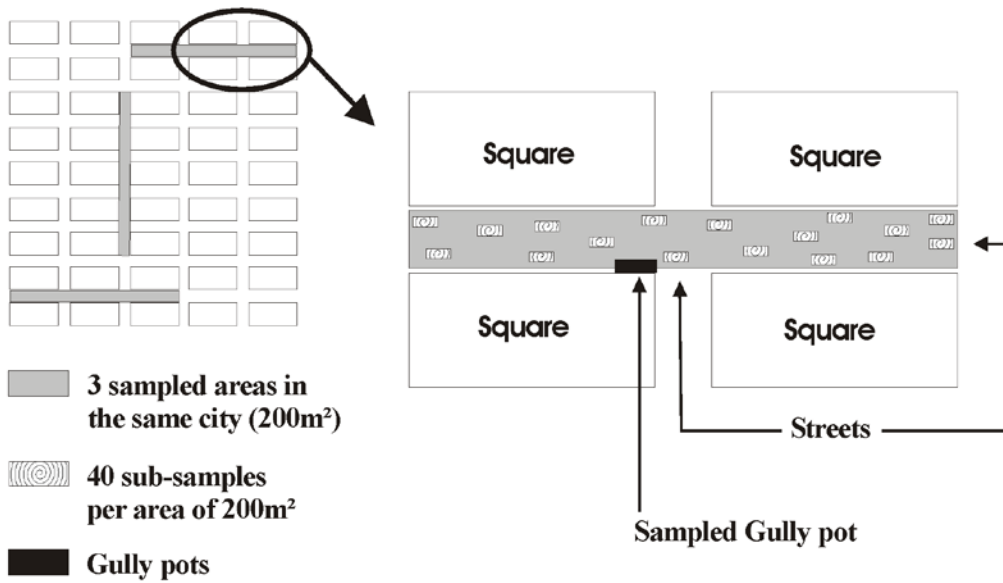 Square
Square
Square
Square
3 sampled areas in
the same city (200m²)
Streets
40 sub-samples
per area of 200m²
Sampled Gully pot
Gully pots